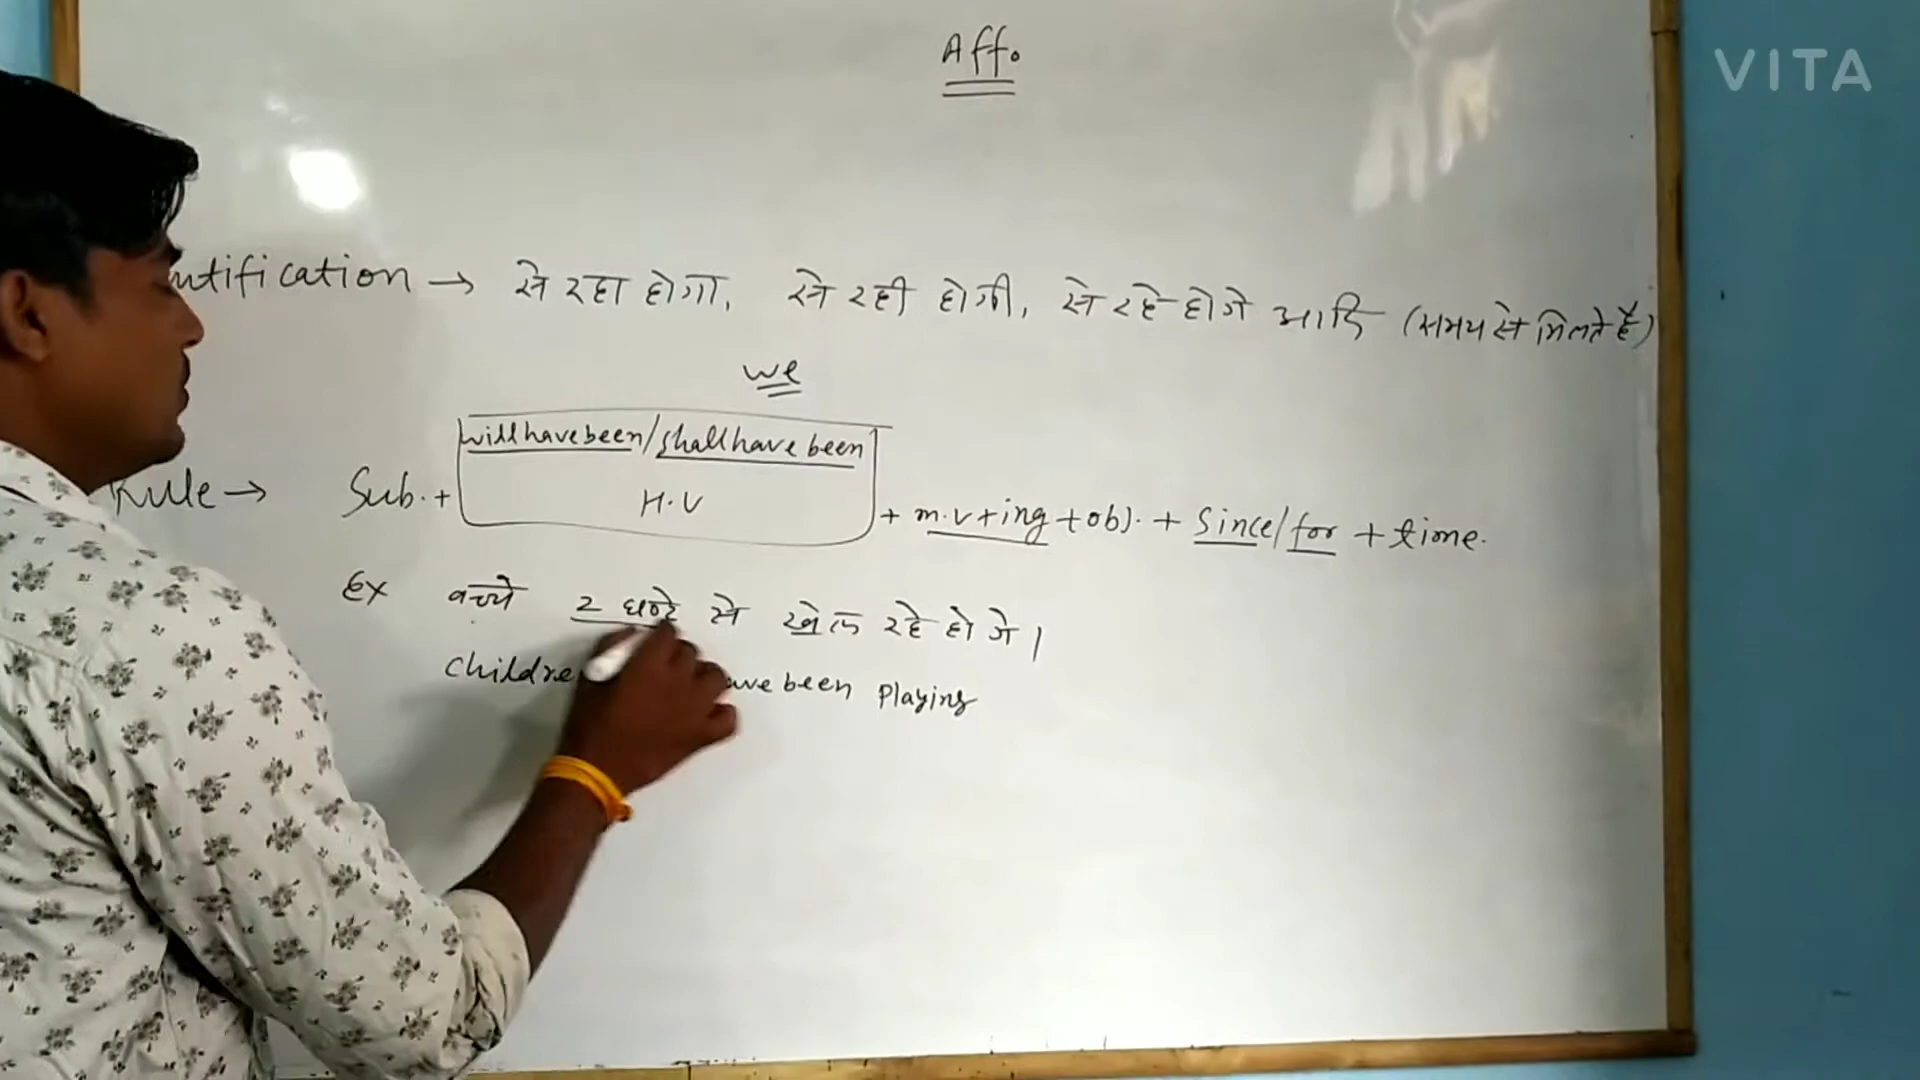 Aff.
VITA
ntification → से रहा होगा, से रही होगी, से रहे होगे आदि (समय से मिलते है)
we
will have been/shall have been
Rule → Sub. + H.V + m.v+ing + obj. + Since/for + time.
Ex बच्चे 2 घण्टे से खेल रहे होगे।
childre ave been Playing